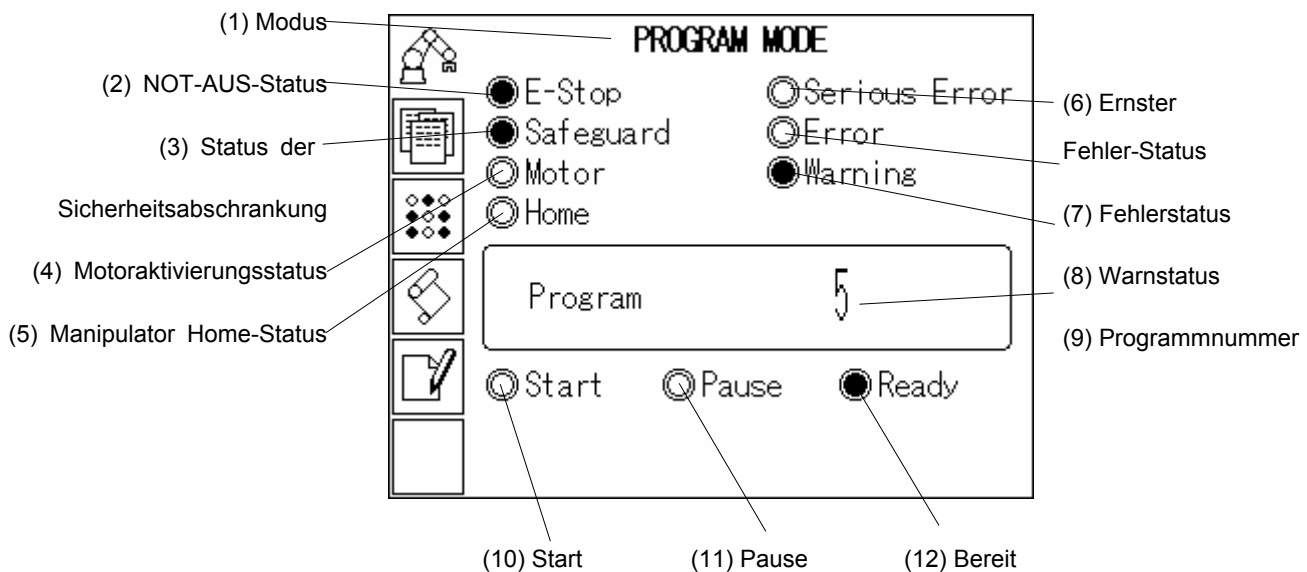 (1) Modus
(2) NOT-AUS-Status
(3) Status der
Sicherheitsabschrankung
(4) Motoraktivierungsstatus
(5) Manipulator Home-Status
PROGRAM MODE
E-Stop
Safeguard
Motor
Home
Serious Error
Error
Warning
Program 5
Start Pause Ready
(6) Ernster
Fehler-Status
(7) Fehlerstatus
(8) Warnstatus
(9) Programmnummer
(10) Start (11) Pause (12) Bereit